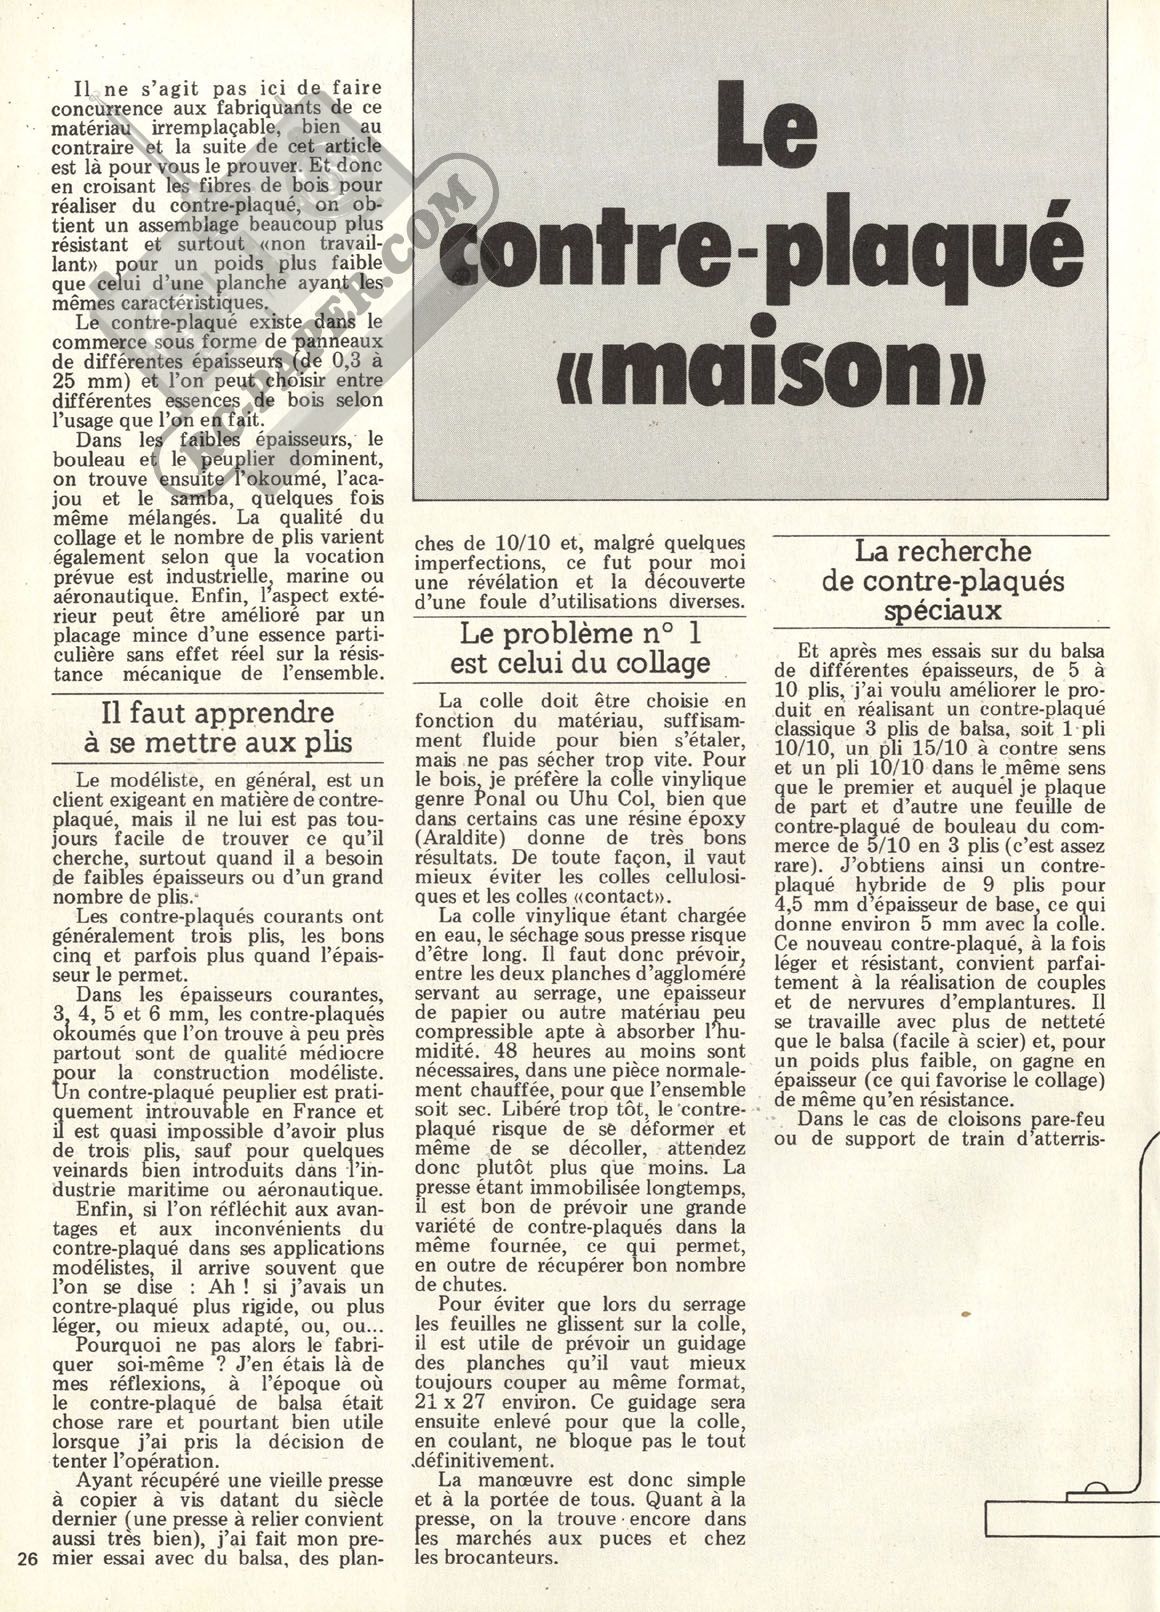 Le
contre-plaqué
«maison»
Il ne s'agit pas ici de faire
concurrence aux fabriquants de ce
matériau irremplaçable, bien au
contraire et la suite de cet article
est là pour vous le prouver. Et donc
en croisant les fibres de bois pour
réaliser du contre-plaqué, on ob-
tient un assemblage beaucoup plus
résistant et surtout «non travail-
lant» pour un poids plus faible
que celui d'une planche ayant les
mêmes caractéristiques.
Le contre-plaqué existe dans le
commerce sous forme de panneaux
de différentes épaisseurs (de 0,3 à
25 mm) et l'on peut choisir entre
différentes essences de bois selon
l'usage que l'on en fait.
Dans les faibles épaisseurs, le
bouleau et le peuplier dominent,
on trouve ensuite l'okoumé, l'aca-
jou et le samba, quelques fois
même mélangés. La qualité du
collage et le nombre de plis varient
également selon que la vocation
prévue est industrielle, marine ou
aéronautique. Enfin, l'aspect exté-
rieur peut être amélioré par un
placage mince d'une essence parti-
culière sans effet réel sur la résis-
tance mécanique de l'ensemble.
Il faut apprendre
à se mettre aux plis
Le modéliste, en général, est un
client exigeant en matière de contre-
plaqué, mais il ne lui est pas tou-
jours facile de trouver ce qu'il
cherche, surtout quand il a besoin
de faibles épaisseurs ou d'un grand
nombre de plis.
Les contre-plaqués courants ont
généralement trois plis, les bons
cinq et parfois plus quand l'épais-
seur le permet.
Dans les épaisseurs courantes,
3, 4, 5 et 6 mm, les contre-plaqués
okoumés que l'on trouve à peu près
partout sont de qualité médiocre
pour la construction modéliste.
Un contre-plaqué peuplier est prati-
quement introuvable en France et
il est quasi impossible d'avoir plus
de trois plis, sauf pour quelques
veinards bien introduits dans l'in-
dustrie maritime ou aéronautique.
Enfin, si l'on réfléchit aux avan-
tages et aux inconvénients du
contre-plaqué dans ses applications
modélistes, il arrive souvent que
l'on se dise : Ah ! si j'avais un
contre-plaqué plus rigide, ou plus
léger, ou mieux adapté, ou, ou...
Pourquoi ne pas alors le fabri-
quer soi-même ? J'en étais là de
mes réflexions, à l'époque où
le contre-plaqué de balsa était
chose rare et pourtant bien utile
lorsque j'ai pris la décision de
tenter l'opération.
Ayant récupéré une vieille presse
à copier à vis datant du siècle
dernier (une presse à relier convient
aussi très bien), j'ai fait mon pre-
mier essai avec du balsa, des plan-
ches de 10/10 et, malgré quelques
imperfections, ce fut pour moi
une révélation et la découverte
d'une foule d'utilisations diverses.
Le problème n° 1
est celui du collage
La colle doit être choisie en
fonction du matériau, suffisam-
ment fluide pour bien s'étaler,
mais ne pas sécher trop vite. Pour
le bois, je préfère la colle vinylique
genre Ponal ou Uhu Col, bien que
dans certains cas une résine époxy
(Araldite) donne de très bons
résultats. De toute façon, il vaut
mieux éviter les colles cellulosi-
ques et les colles «contact».
La colle vinylique étant chargée
en eau, le séchage sous presse risque
d'être long. Il faut donc prévoir,
entre les deux planches d'aggloméré
servant au serrage, une épaisseur
de papier ou autre matériau peu
compressible apte à absorber l'hu-
midité. 48 heures au moins sont
nécessaires, dans une pièce normale-
ment chauffée, pour que l'ensemble
soit sec. Libéré trop tôt, le contre-
plaqué risque de se déformer et
même de se décoller, attendez
donc plutôt plus que moins. La
presse étant immobilisée longtemps,
il est bon de prévoir une grande
variété de contre-plaqués dans la
même fournée, ce qui permet,
en outre de récupérer bon nombre
de chutes.
Pour éviter que lors du serrage
les feuilles ne glissent sur la colle,
il est utile de prévoir un guidage
des planches qu'il vaut mieux
toujours couper au même format,
21 x 27 environ. Ce guidage sera
ensuite enlevé pour que la colle,
en coulant, ne bloque pas le tout
définitivement.
La manœuvre est donc simple
et à la portée de tous. Quant à la
presse, on la trouve encore dans
les marchés aux puces et chez
les brocanteurs.
La recherche
de contre-plaqués
spéciaux
Et après mes essais sur du balsa
de différentes épaisseurs, de 5 à
10 plis, j'ai voulu améliorer le pro-
duit en réalisant un contre-plaqué
classique 3 plis de balsa, soit 1 pli
10/10, un pli 15/10 à contre sens
et un pli 10/10 dans le même sens
que le premier et auquel je plaque
de part et d'autre une feuille de
contre-plaqué de bouleau du com-
merce de 5/10 en 3 plis (c'est assez
rare). J'obtiens ainsi un contre-
plaqué hybride de 9 plis pour
4,5 mm d'épaisseur de base, ce qui
donne environ 5 mm avec la colle.
Ce nouveau contre-plaqué, à la fois
léger et résistant, convient parfai-
tement à la réalisation de couples
et de nervures d'emplantures. Il
se travaille avec plus de netteté
que le balsa (facile à scier) et, pour
un poids plus faible, on gagne en
épaisseur (ce qui favorise le collage)
de même qu'en résistance.
Dans le cas de cloisons pare-feu
ou de support de train d'atterris-
26
RC-PAPER.COM